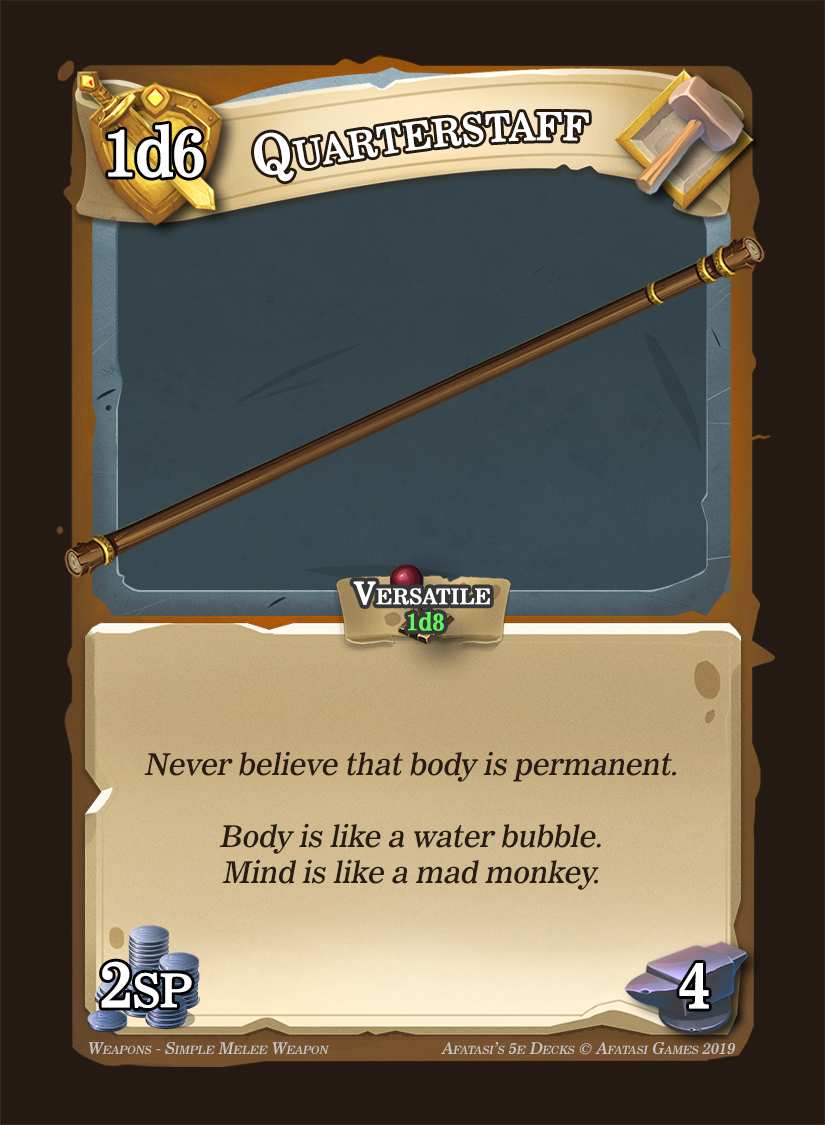 1d6
Quarterstaff
Versatile
1d8
Never believe that body is permanent.
Body is like a water bubble.
Mind is like a mad monkey.
2SP
4
Weapons - Simple Melee Weapon
Afatasi's 5e Decks © Afatasi Games 2019